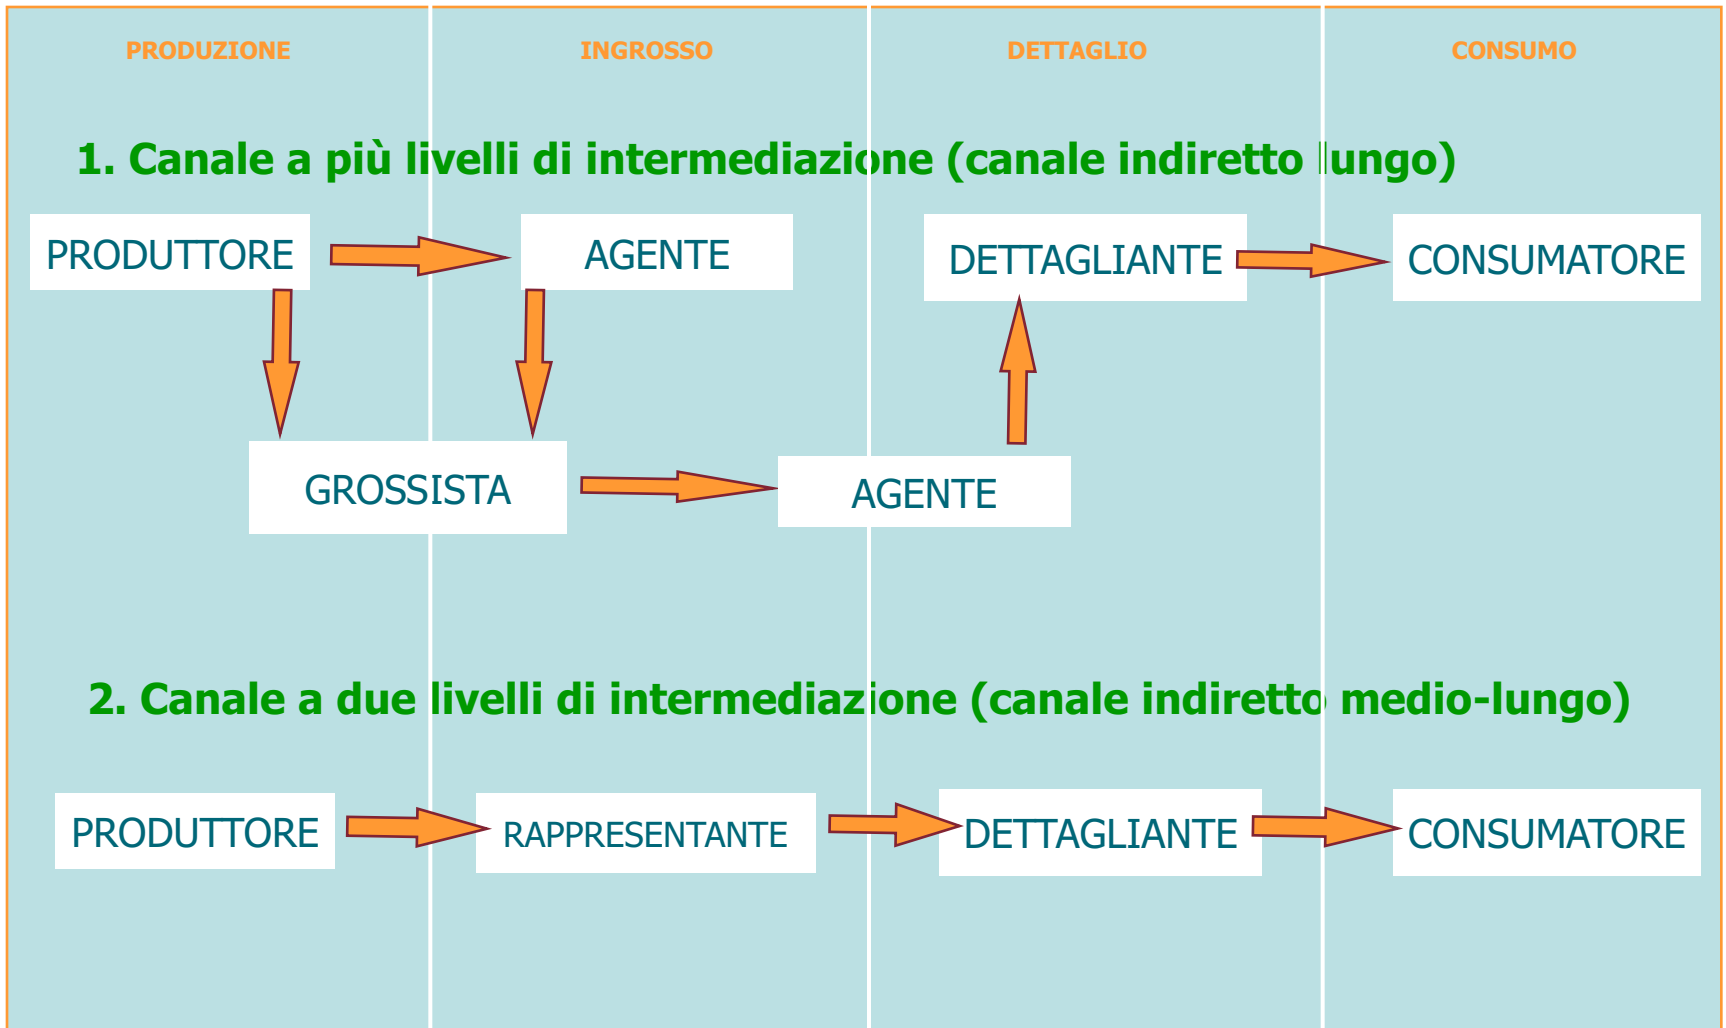 PRODUZIONE INGROSSO DETTAGLIO CONSUMO
1. Canale a più livelli di intermediazione (canale indiretto lungo)
PRODUTTORE AGENTE DETTAGLIANTE CONSUMATORE
GROSSISTA AGENTE
2. Canale a due livelli di intermediazione (canale indiretto medio-lungo)
PRODUTTORE RAPPRESENTANTE DETTAGLIANTE CONSUMATORE